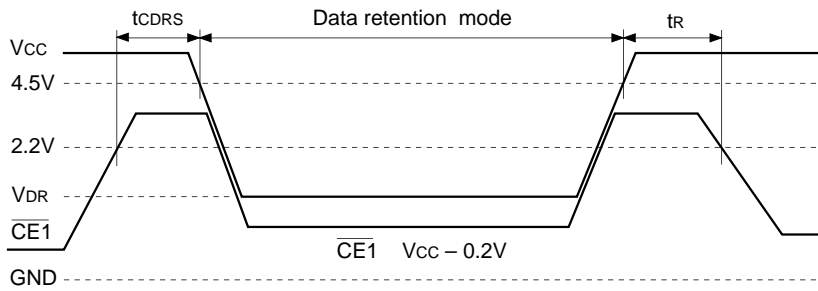 tCDRS
Data retention mode
tR
VCC
4.5V
2.2V
VDR
CE1
CE1 VCC – 0.2V
GND